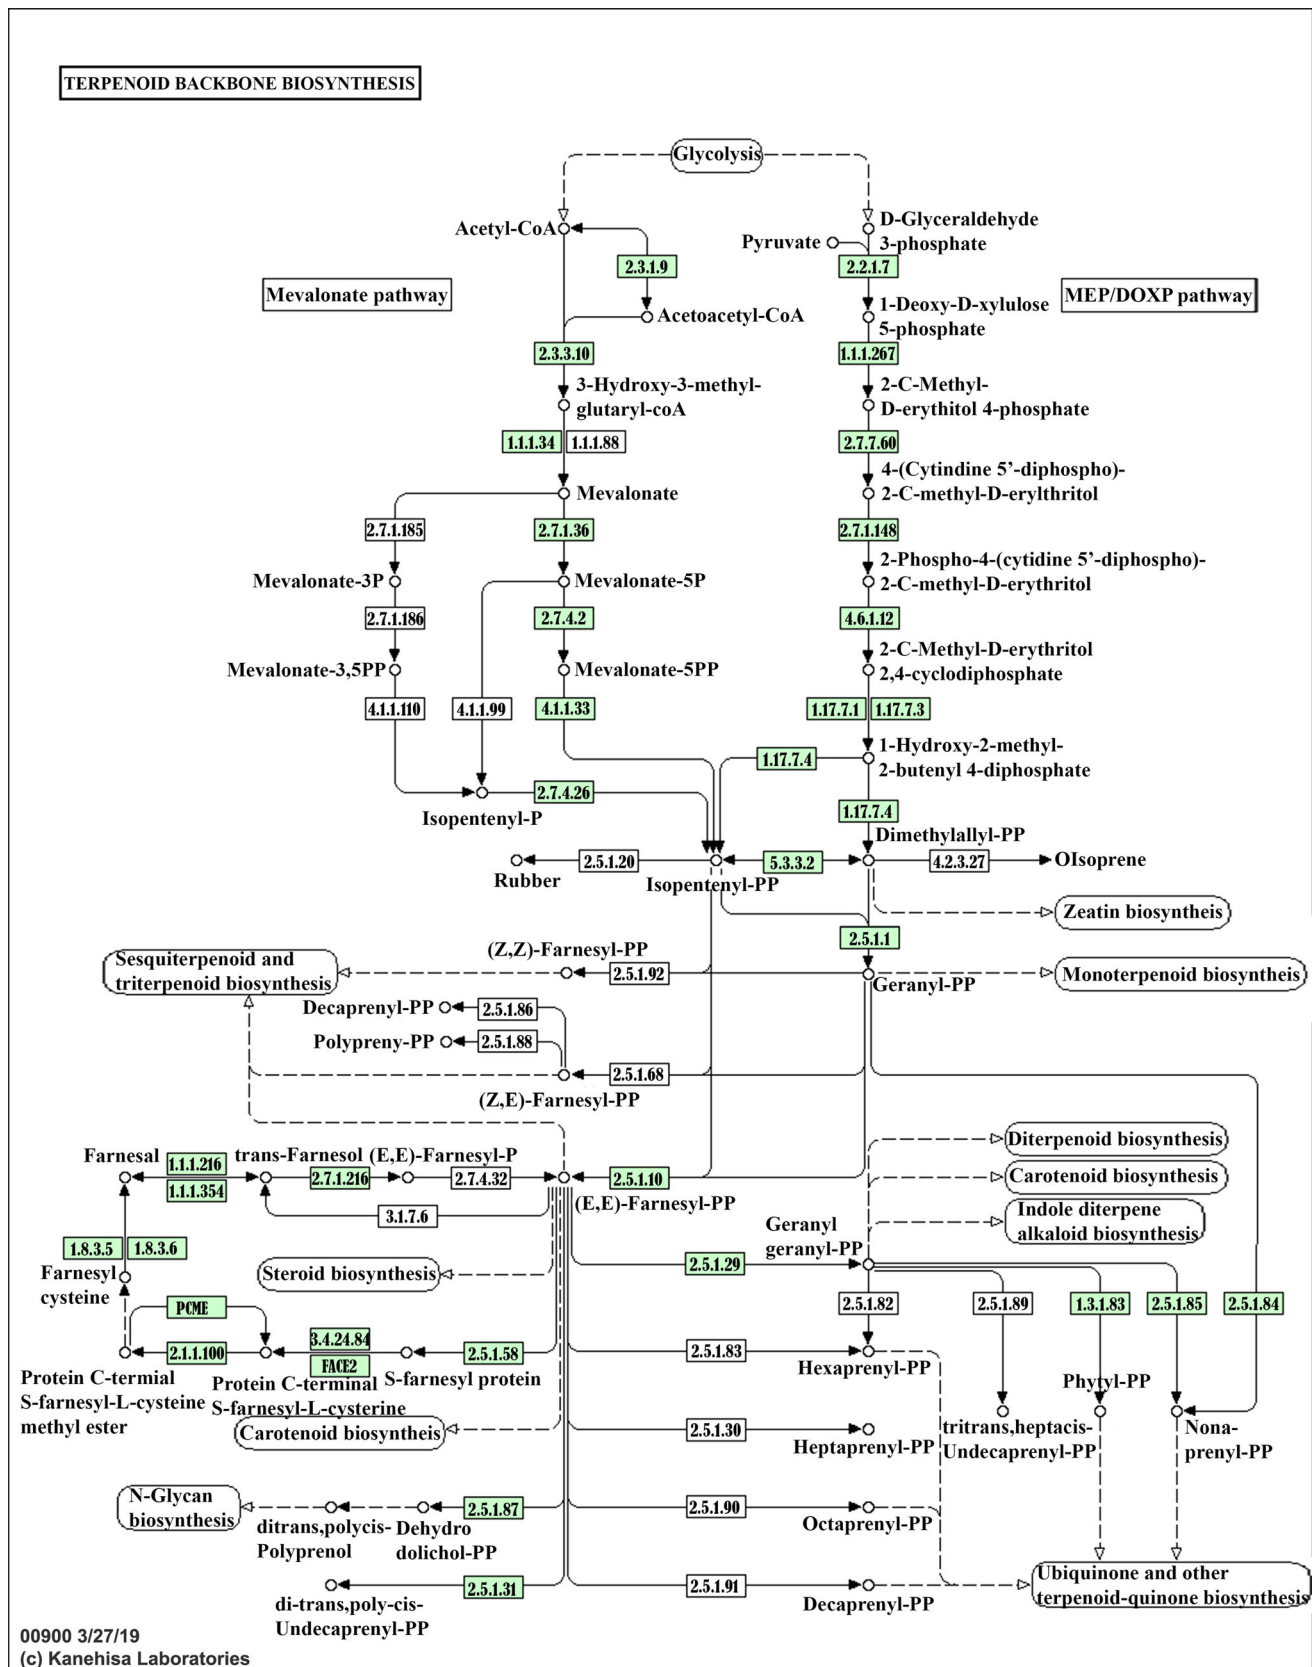 TERPENOID BACKBONE BIOSYNTHESIS
Glycolysis
Acetyl-CoA
D-Glyceraldehyde
3-phosphate
Pyruvate
2.3.1.9
2.2.1.7
Mevalonate pathway
MEP/DOXP pathway
Acetoacetyl-CoA
1-Deoxy-D-xylulose
5-phosphate
2.3.3.10
1.1.1.267
3-Hydroxy-3-methyl-
glutaryl-coA
2-C-Methyl-
D-erythitol 4-phosphate
1.1.1.34
1.1.1.88
2.7.7.60
4-(Cytindine 5’-diphospho)-
2-C-methyl-D-erylthritol
Mevalonate
2.7.1.185
2.7.1.36
2.7.1.148
2-Phospho-4-(cytidine 5’-diphospho)-
2-C-methyl-D-erythritol
Mevalonate-3P
Mevalonate-5P
2.7.1.186
2.7.4.2
4.6.1.12
2-C-Methyl-D-erythritol
2,4-cyclodiphosphate
Mevalonate-3,5PP
Mevalonate-5PP
4.1.1.110
4.1.1.99
4.1.1.33
1.17.7.1
1.17.7.3
1-Hydroxy-2-methyl-
2-butenyl 4-diphosphate
1.17.7.4
2.7.4.26
Isopentenyl-P
1.17.7.4
Dimethylallyl-PP
2.5.1.20
5.3.3.2
4.2.3.27
OIsoprene
Rubber
Isopentenyl-PP
Zeatin biosyntheis
2.5.1.1
(Z,Z)-Farnesyl-PP
Sesquiterpenoid and
triterpenoid biosynthesis
2.5.1.92
Geranyl-PP
Monoterpenoid biosyntheis
Decaprenyl-PP
2.5.1.86
Polypreny-PP
2.5.1.88
2.5.1.68
(Z,E)-Farnesyl-PP
Diterpenoid biosynthesis
Farnesal
1.1.1.216
trans-Farnesol
(E,E)-Farnesyl-P
Carotenoid biosynthesis
1.1.1.354
2.7.1.216
2.7.4.32
2.5.1.10
(E,E)-Farnesyl-PP
3.1.7.6
Indole diterpene
alkaloid biosynthesis
Geranyl
geranyl-PP
1.8.3.5
1.8.3.6
Farnesyl
cysteine
Steroid biosynthesis
2.5.1.29
2.5.1.82
2.5.1.89
1.3.1.83
2.5.1.85
2.5.1.84
PCME
2.1.1.100
3.4.24.84
FACE2
2.5.1.58
2.5.1.83
Hexaprenyl-PP
Protein C-termial
S-farnesyl-L-cysteine
methyl ester
Protein C-terminal
S-farnesyl-L-cysterine
S-farnesyl protein
Phytyl-PP
Carotenoid biosyntheis
2.5.1.30
Heptaprenyl-PP
tritrans,heptacis-
Undecaprenyl-PP
Nona-
prenyl-PP
N-Glycan
biosynthesis
2.5.1.87
ditrans,polycis-
Polyprenol
Dehydro
dolichol-PP
2.5.1.90
Octaprenyl-PP
2.5.1.31
di-trans,poly-cis-
Undecaprenyl-PP
2.5.1.91
Decaprenyl-PP
Ubiquinone and other
terpenoid-quinone biosynthesis
00900 3/27/19
(c) Kanehisa Laboratories